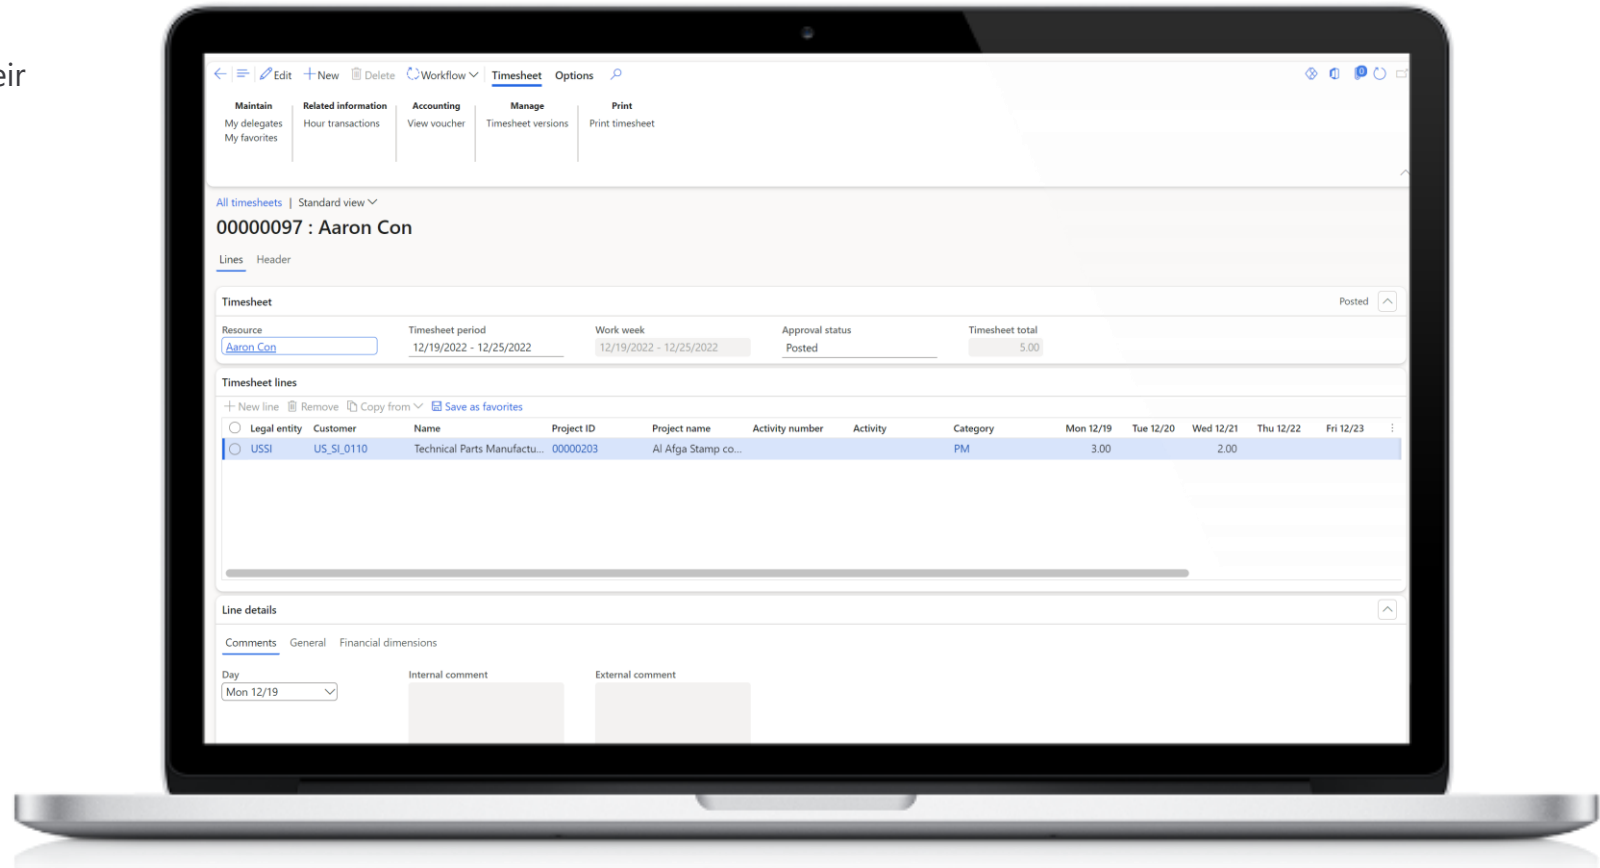 eir
Edit New Delete Workflow Timesheet Options
0
Maintain Related information Accounting Manage Print
My delegates Hour transactions View voucher Timesheet versions Print timesheet
My favorites
All timesheets | Standard view
00000097 : Aaron Con
Lines Header
Timesheet Posted
Resource Timesheet period Work week Approval status Timesheet total
Aaron Con 12/19/2022 - 12/25/2022 12/19/2022 - 12/25/2022 Posted 5.00
Timesheet lines
New line Remove Copy from Save as favorites
Legal entity Customer Name Project ID Project name Activity number Activity Category Mon 12/19 Tue 12/20 Wed 12/21 Thu 12/22 Fri 12/23
USSI US_SI_0110 Technical Parts Manufactu... 00000203 Al Afga Stamp co... PM 3.00 2.00
Line details
Comments General Financial dimensions
Day Internal comment External comment
Mon 12/19